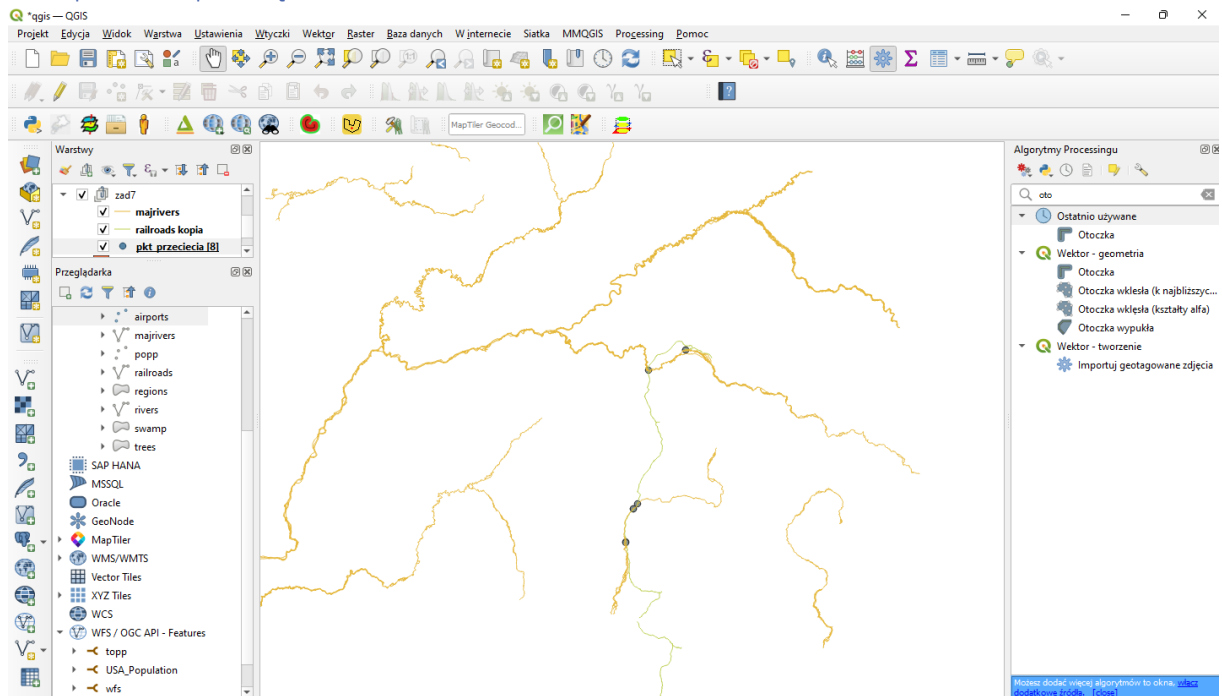 *qgis — QGIS
Projekt Edycja Widok Warstwa Ustawienia Wtyczki Wektor Raster Baza danych W internecie Siatka MMQGIS Processing Pomoc
MapTiler Geocod...
Warstwy
zad7
majrivers
railroads kopia
pkt_przeciecia [8]
Przeglądarka
airports
majrivers
popp
railroads
regions
rivers
swamp
trees
SAP HANA
MSSQL
Oracle
GeoNode
MapTiler
WMS/WMTS
Vector Tiles
XYZ Tiles
WCS
WFS / OGC API - Features
topp
USA_Population
wfs
Algorytmy Processingu
oto
Ostatnio używane
Otoczka
Wektor - geometria
Otoczka
Otoczka wklęsła (k najbliższyc...
Otoczka wklęsła (kształty alfa)
Otoczka wypukła
Wektor - tworzenie
Importuj geotagowane zdjęcia
Możesz dodać więcej algorytmów to okna, włacz
dodatkowe źródła. [close]